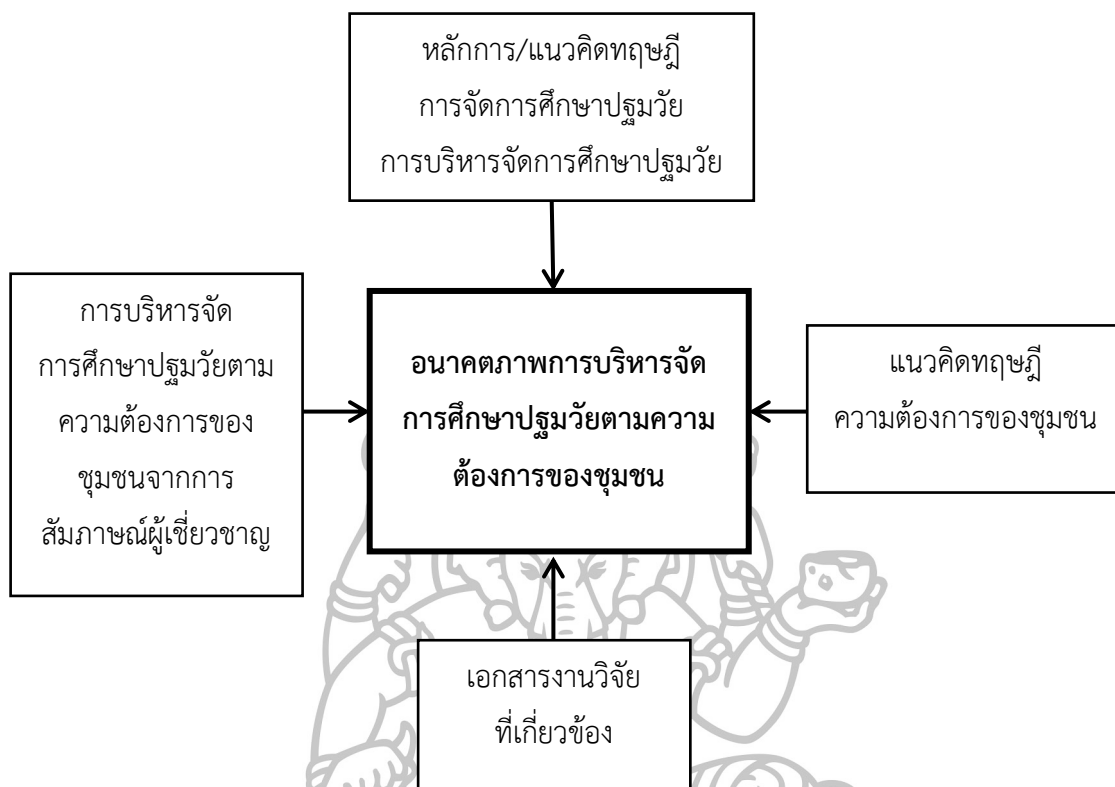 หลักการ/แนวคิดทฤษฎี
การจัดการศึกษาปฐมวัย
การบริหารจัดการศึกษาปฐมวัย
การบริหารจัด
การศึกษาปฐมวัยตาม
ความต้องการของ
ชุมชนจากการ
สัมภาษณ์ผู้เชี่ยวชาญ
อนาคตภาพการบริหารจัด
การศึกษาปฐมวัยตามความ
ต้องการของชุมชน
แนวคิดทฤษฎี
ความต้องการของชุมชน
เอกสารงานวิจัย
ที่เกี่ยวข้อง